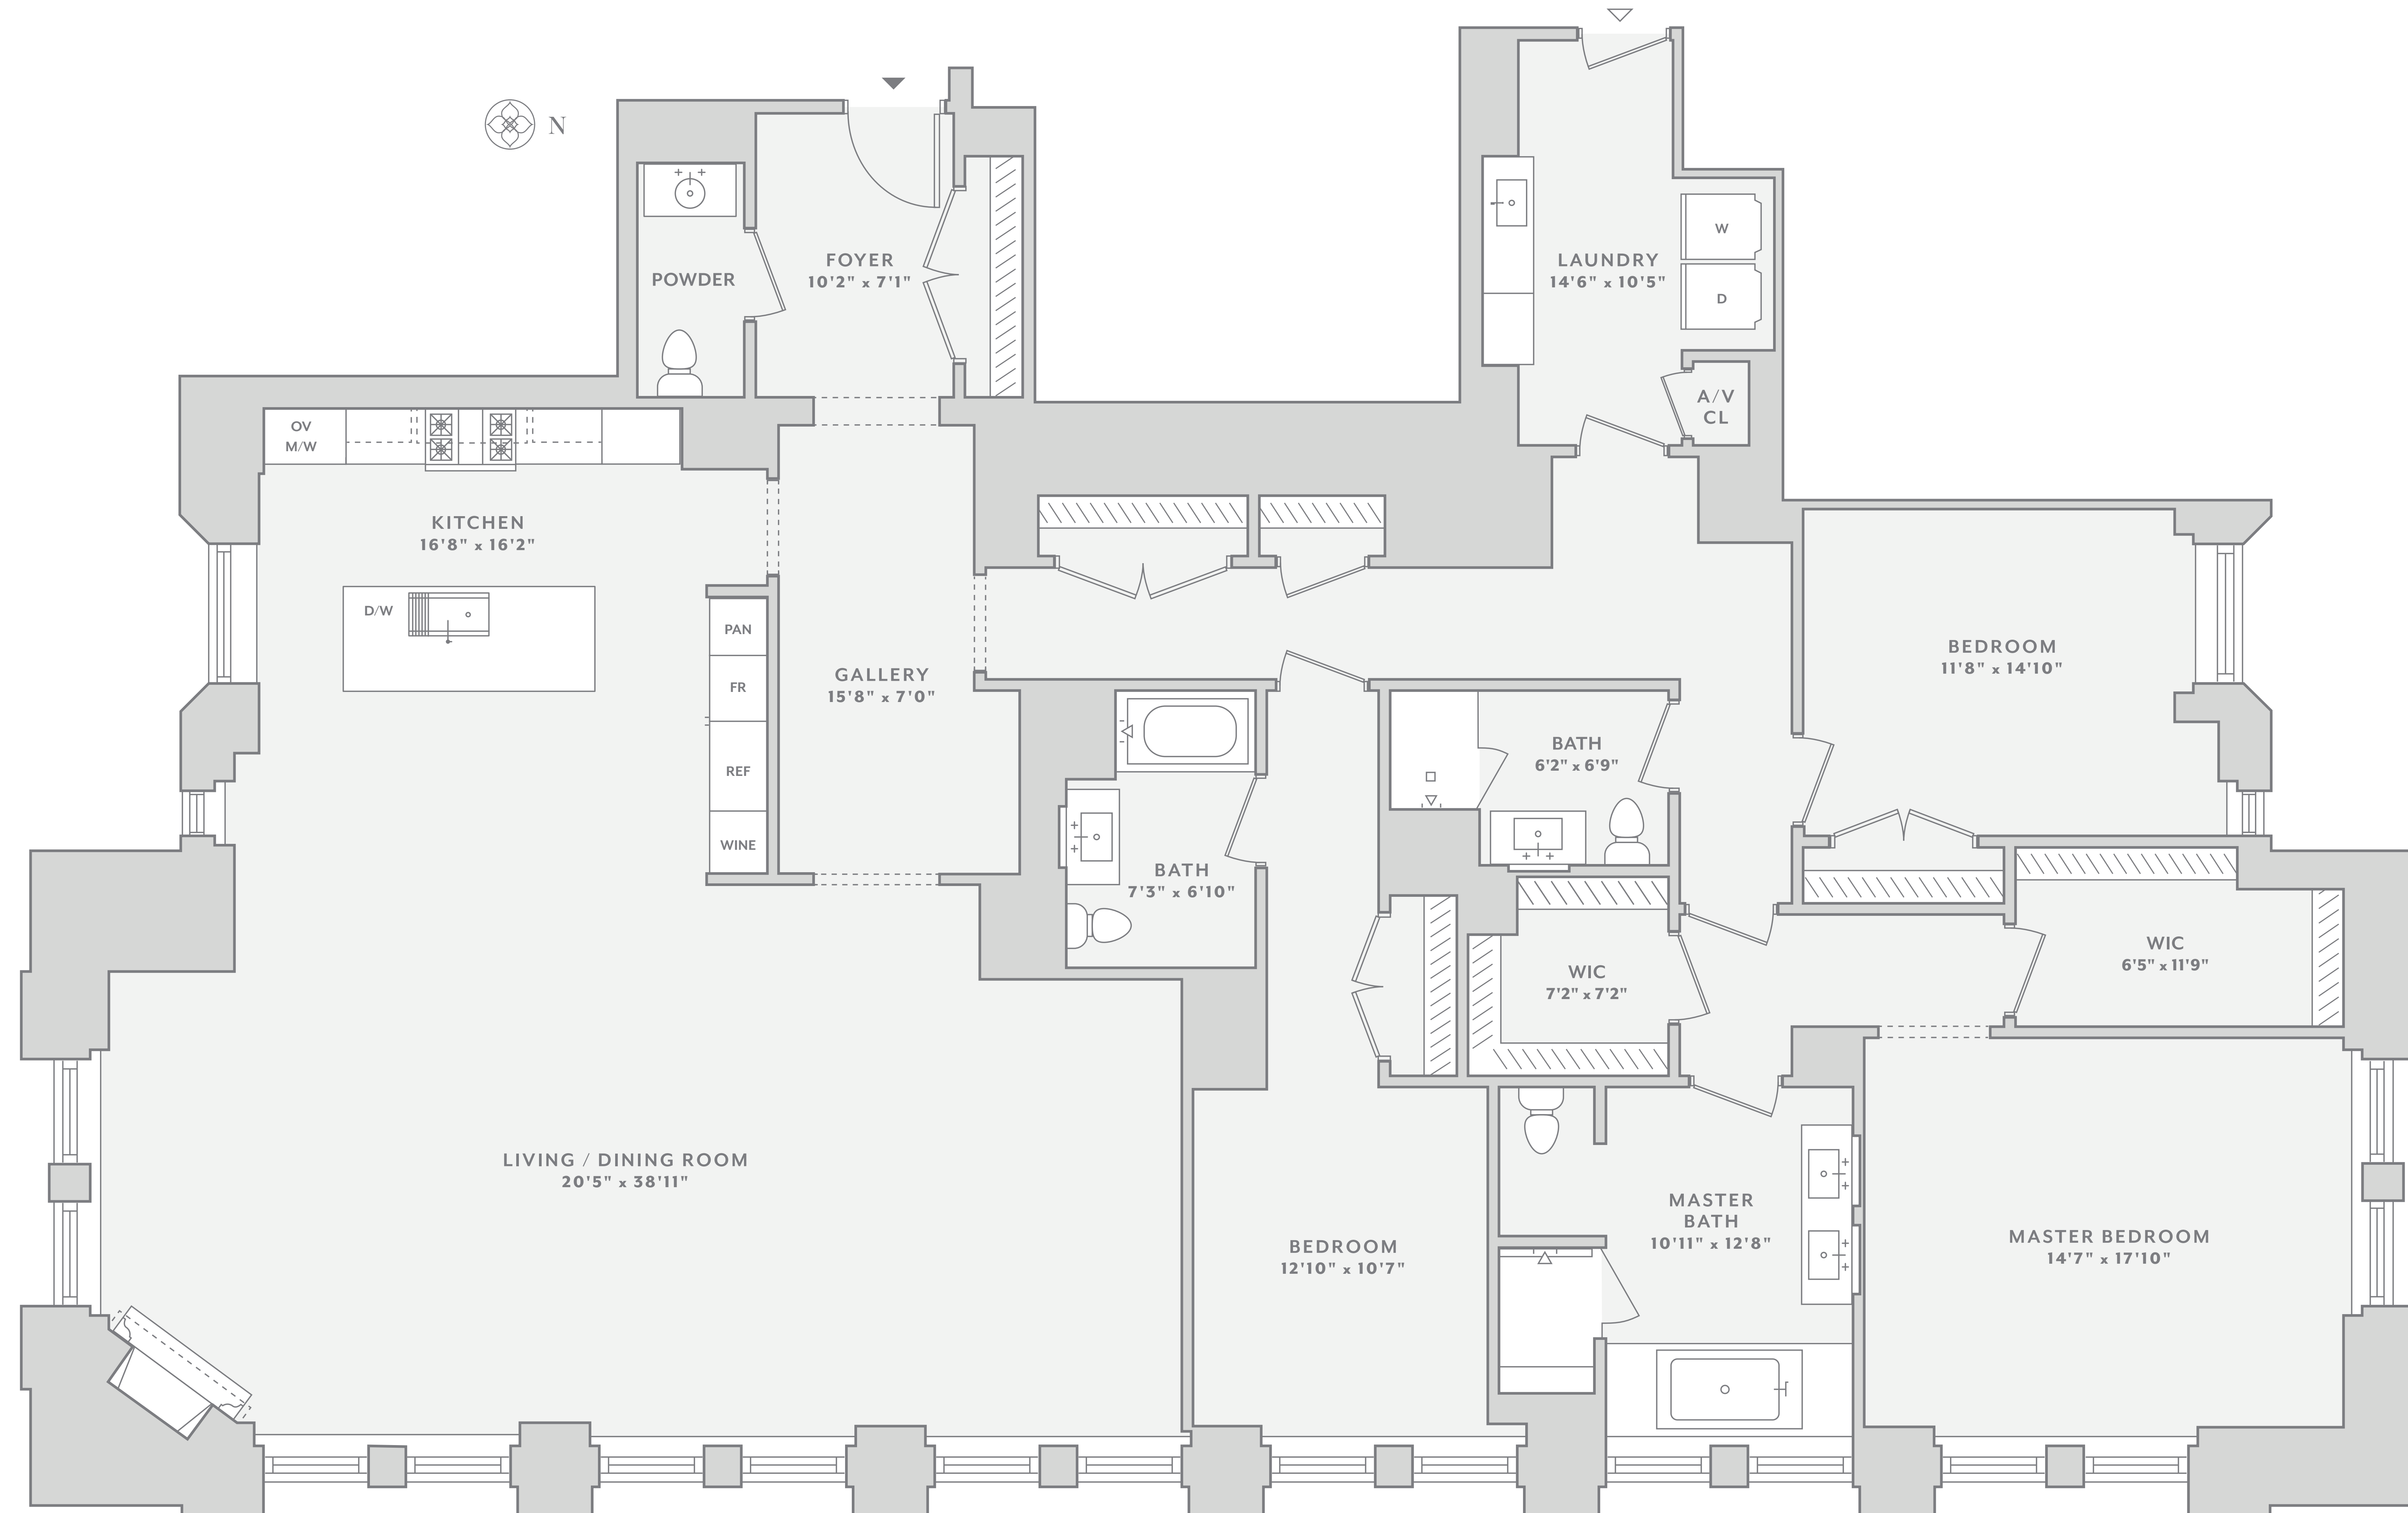 N
POWDER
FOYER
10'2" x 7'1"
LAUNDRY
14'6" x 10'5"
W
D
A/V
CL
OV
M/W
KITCHEN
16'8" x 16'2"
D/W
PAN
FR
REF
WINE
GALLERY
15'8" x 7'0"
BEDROOM
11'8" x 14'10"
BATH
6'2" x 6'9"
BATH
7'3" x 6'10"
WIC
7'2" x 7'2"
WIC
6'5" x 11'9"
LIVING / DINING ROOM
20'5" x 38'11"
BEDROOM
12'10" x 10'7"
MASTER
BATH
10'11" x 12'8"
MASTER BEDROOM
14'7" x 17'10"